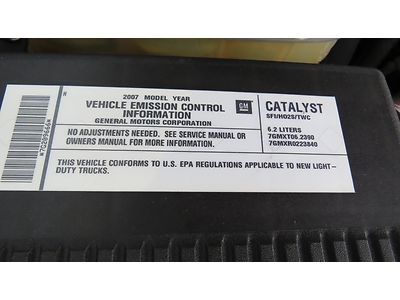 2007 MODEL YEAR
VEHICLE EMISSION CONTROL
INFORMATION
GENERAL MOTORS CORPORATION
GM
CATALYST
SFI/HO2S/TWC
NO ADJUSTMENTS NEEDED. SEE SERVICE MANUAL OR
OWNERS MANUAL FOR MORE INFORMATION.
6.2 LITERS
7GMXT06.2390
7GMXR0223840
THIS VEHICLE CONFORMS TO U.S. EPA REGULATIONS APPLICABLE TO NEW LIGHT-
DUTY TRUCKS.